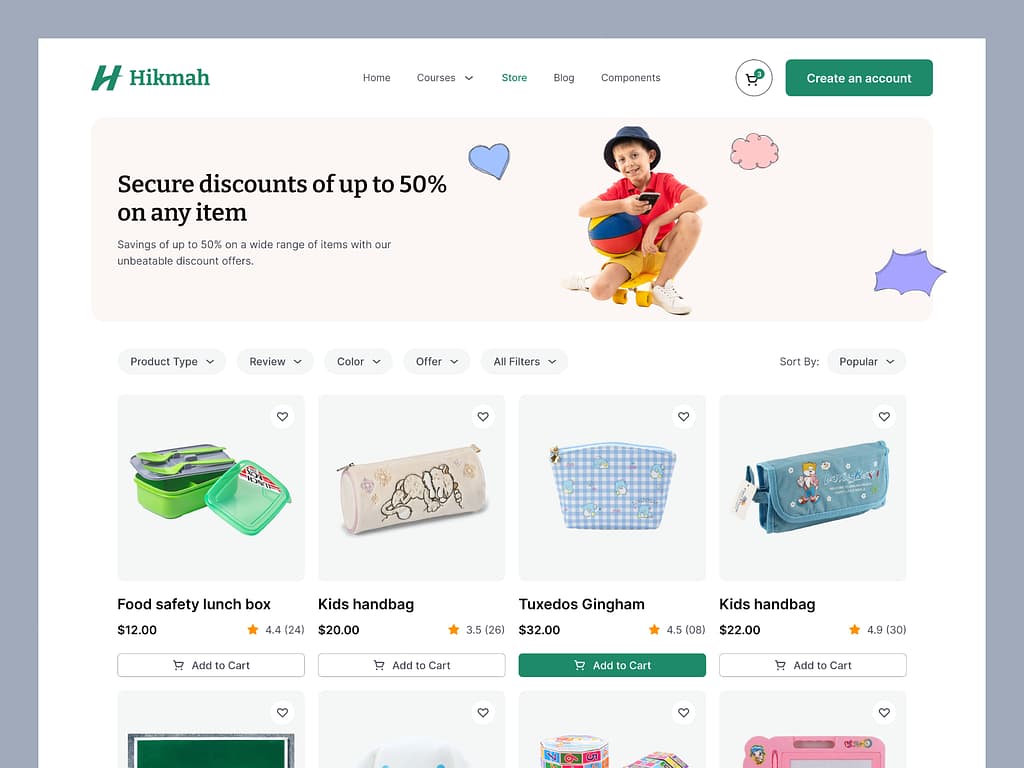 Hikmah
Home Courses Store Blog Components
3
Create an account
Secure discounts of up to 50%
on any item
Savings of up to 50% on a wide range of items with our
unbeatable discount offers.
Product Type Review Color Offer All Filters Sort By: Popular
Food safety lunch box Kids handbag Tuxedos Gingham Kids handbag
$12.00 4.4 (24) $20.00 3.5 (26) $32.00 4.5 (08) $22.00 4.9 (30)
Add to Cart Add to Cart Add to Cart Add to Cart